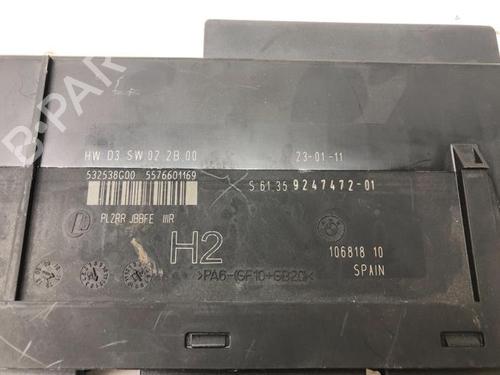 HW D3 SW 02 2B 00
23-01-11
532538G00 5576601169
S 61.35 9247472-01
PL2RR JBBFE IIIR
H2
106818 10
SPAIN
>PA6-(GF10+GB20)<
B-PAR